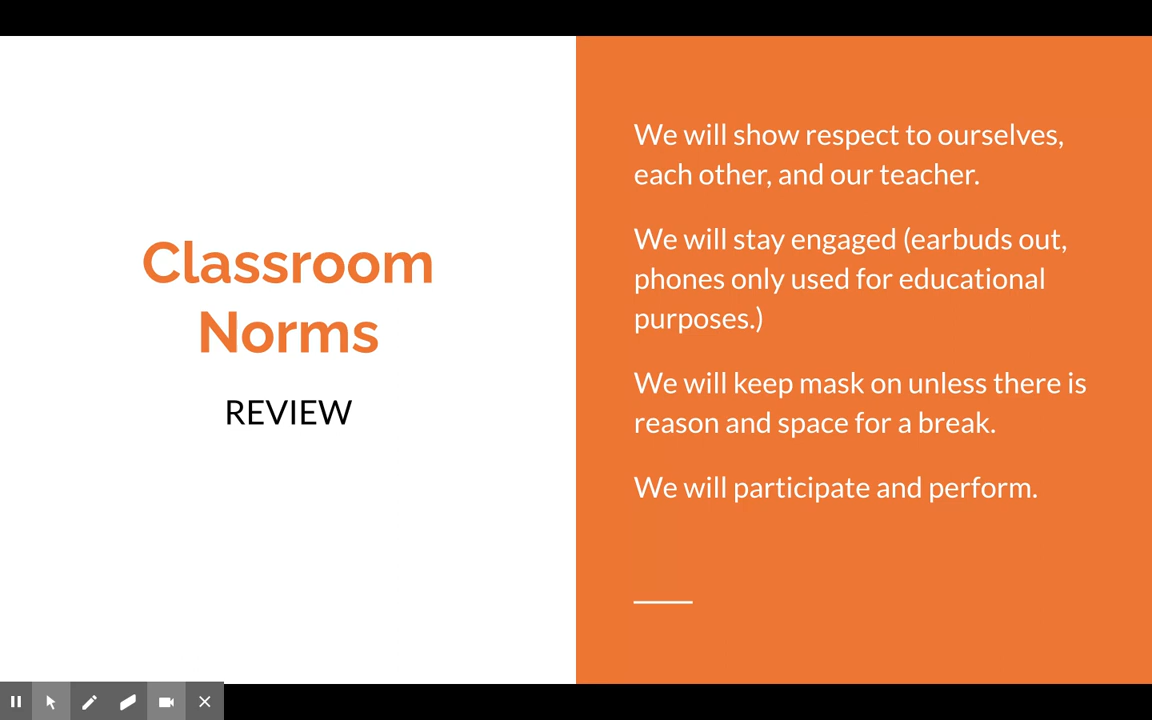 Classroom
Norms
REVIEW
We will show respect to ourselves,
each other, and our teacher.
We will stay engaged (earbuds out,
phones only used for educational
purposes.)
We will keep mask on unless there is
reason and space for a break.
We will participate and perform.